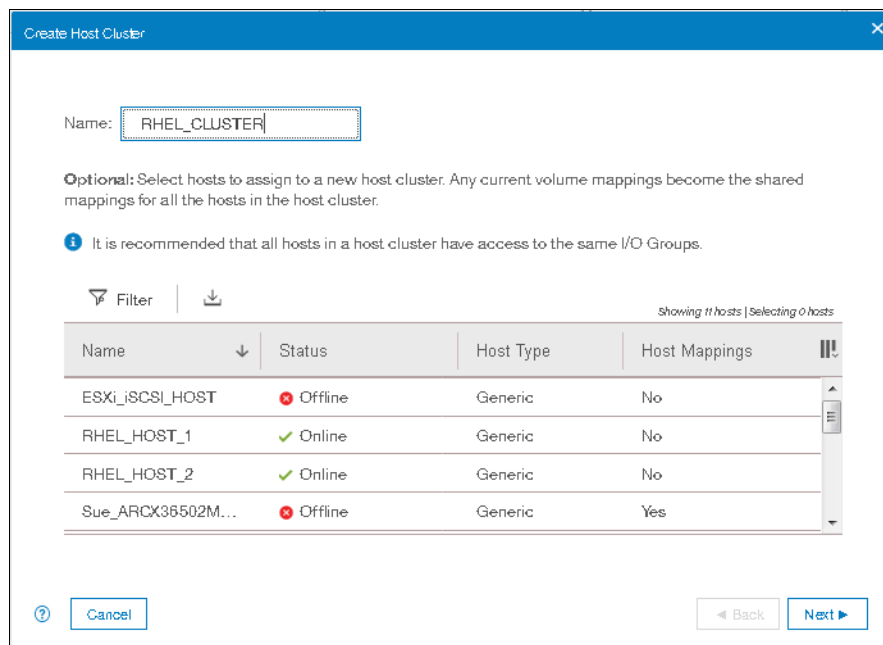 Create Host Cluster
Name: RHEL_CLUSTER
Optional: Select hosts to assign to a new host cluster. Any current volume mappings become the shared
mappings for all the hosts in the host cluster.
It is recommended that all hosts in a host cluster have access to the same I/O Groups.
Filter
Showing 11 hosts | Selecting 0 hosts
Name Status Host Type Host Mappings
ESXi_iSCSI_HOST Offline Generic No
RHEL_HOST_1 Online Generic No
RHEL_HOST_2 Online Generic No
Sue_ARCX36502M... Offline Generic Yes
? Cancel Back Next